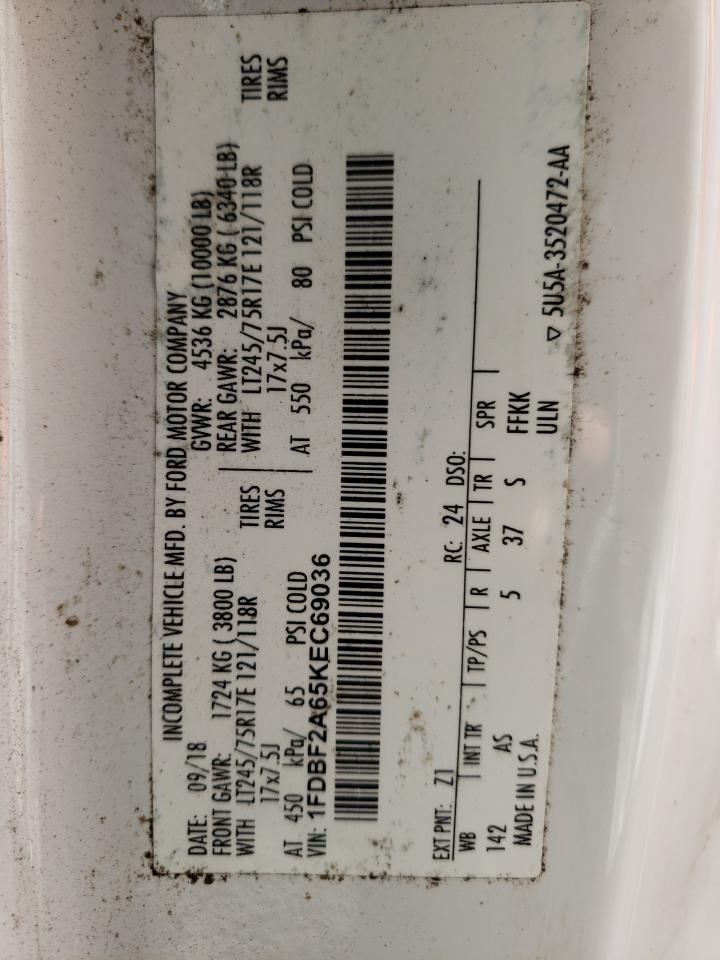 INCOMPLETE VEHICLE MFD. BY FORD MOTOR COMPANY
DATE: 09/18 GVWR: 4536 KG (10000 LB)
FRONT GAWR: 1724 KG ( 3800 LB) REAR GAWR: 2876 KG ( 6340 LB)
WITH LT245/75R17E 121/118R TIRES WITH LT245/75R17E 121/118R TIRES
17x7.5J RIMS 17x7.5J RIMS
AT 450 kPa/ 65 PSI COLD AT 550 kPa/ 80 PSI COLD
VIN: 1FDBF2A65KEC69036
EXT PNT: Z1 RC: 24 DSO:
WB INT TR TP/PS R AXLE TR SPR
142 AS 5 37 S FFKK
MADE IN U.S.A. ULN
▽ 5U5A-3520472-AA